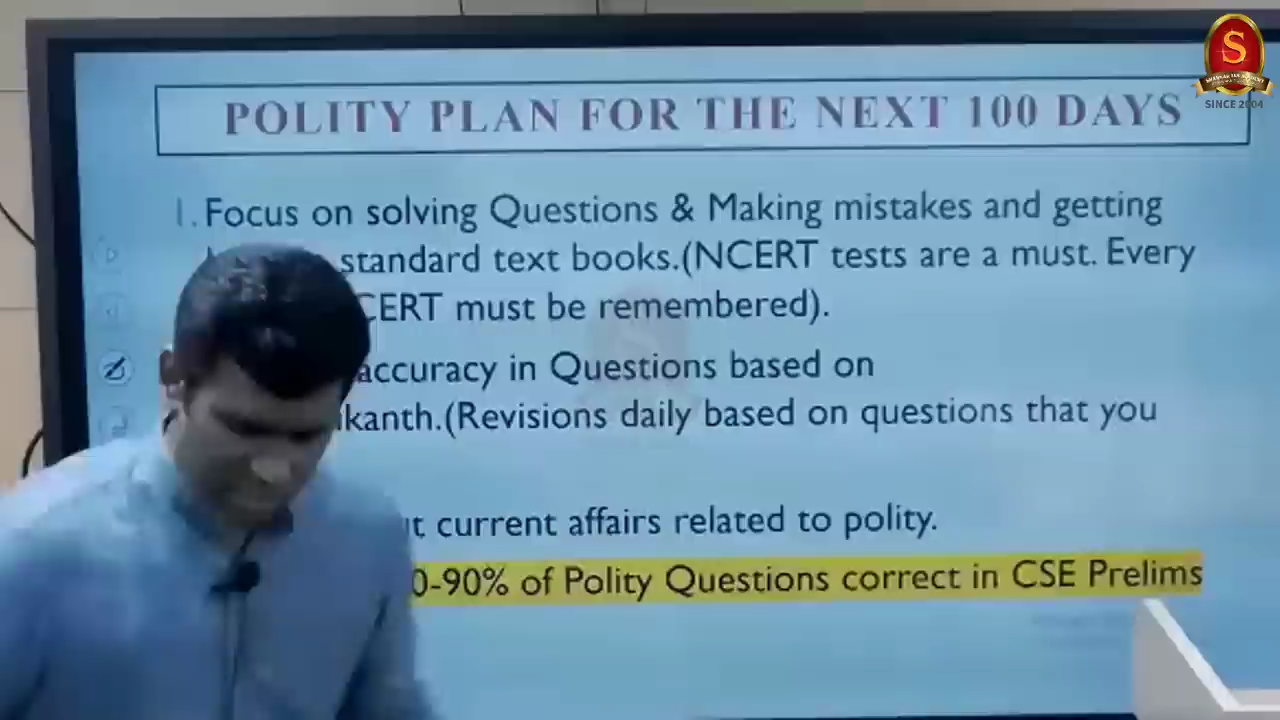 POLITY PLAN FOR THE NEXT 100 DAYS
S
SINCE 2004
1. Focus on solving Questions & Making mistakes and getting
standard text books.(NCERT tests are a must. Every
CERT must be remembered).
accuracy in Questions based on
ikanth.(Revisions daily based on questions that you
t current affairs related to polity.
0-90% of Polity Questions correct in CSE Prelims